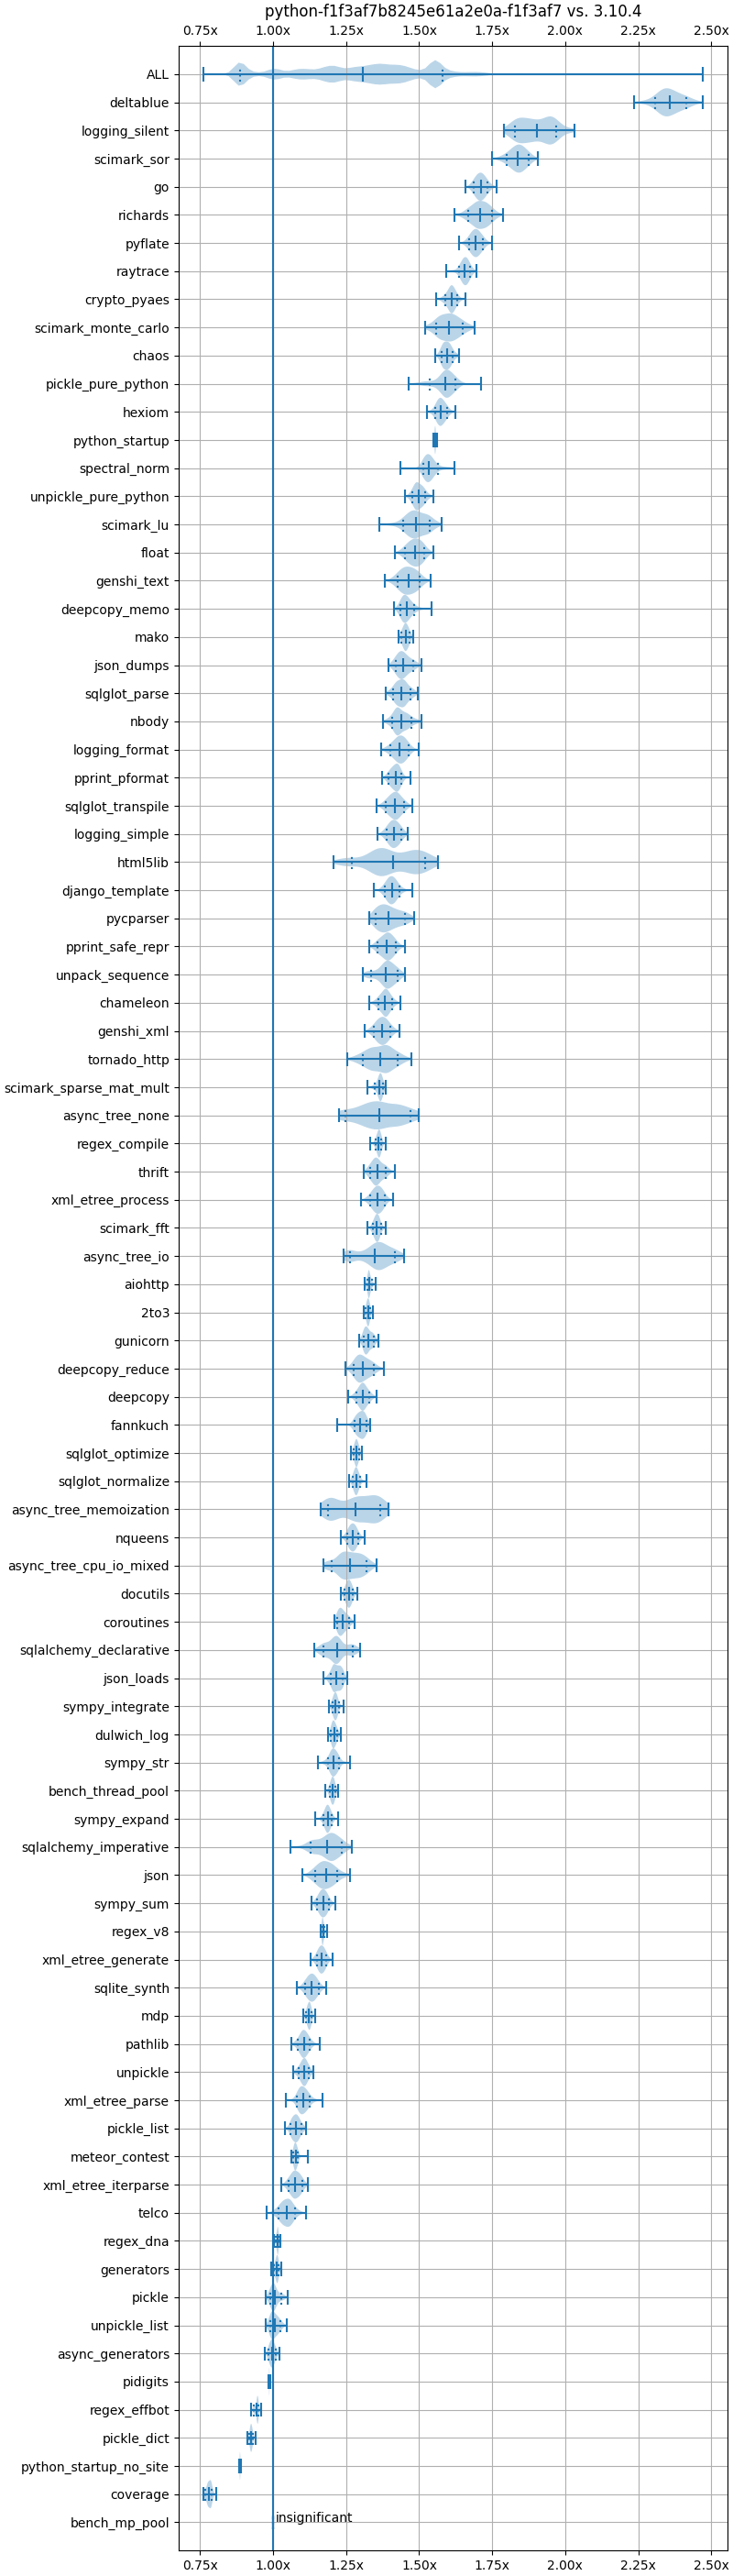 python-f1f3af7b8245e61a2e0a-f1f3af7 vs. 3.10.4
0.75x 1.00x 1.25x 1.50x 1.75x 2.00x 2.25x 2.50x
ALL
deltablue
logging_silent
scimark_sor
go
richards
pyflate
raytrace
crypto_pyaes
scimark_monte_carlo
chaos
pickle_pure_python
hexiom
python_startup
spectral_norm
unpickle_pure_python
scimark_lu
float
genshi_text
deepcopy_memo
mako
json_dumps
sqlglot_parse
nbody
logging_format
pprint_pformat
sqlglot_transpile
logging_simple
html5lib
django_template
pycparser
pprint_safe_repr
unpack_sequence
chameleon
genshi_xml
tornado_http
scimark_sparse_mat_mult
async_tree_none
regex_compile
thrift
xml_etree_process
scimark_fft
async_tree_io
aiohttp
2to3
gunicorn
deepcopy_reduce
deepcopy
fannkuch
sqlglot_optimize
sqlglot_normalize
async_tree_memoization
nqueens
async_tree_cpu_io_mixed
docutils
coroutines
sqlalchemy_declarative
json_loads
sympy_integrate
dulwich_log
sympy_str
bench_thread_pool
sympy_expand
sqlalchemy_imperative
json
sympy_sum
regex_v8
xml_etree_generate
sqlite_synth
mdp
pathlib
unpickle
xml_etree_parse
pickle_list
meteor_contest
xml_etree_iterparse
telco
regex_dna
generators
pickle
unpickle_list
async_generators
pidigits
regex_effbot
pickle_dict
python_startup_no_site
coverage
bench_mp_pool insignificant
0.75x 1.00x 1.25x 1.50x 1.75x 2.00x 2.25x 2.50x